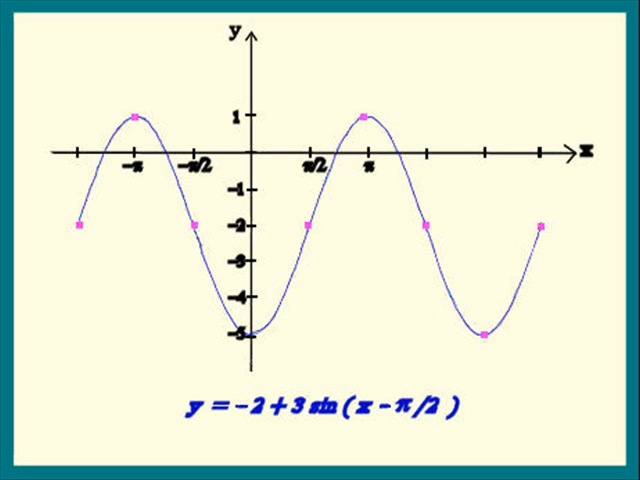 y
1
x
-π
-π/2
π/2
π
-1
-2
-3
-4
-5
y = -2 + 3 sin ( x - π /2 )